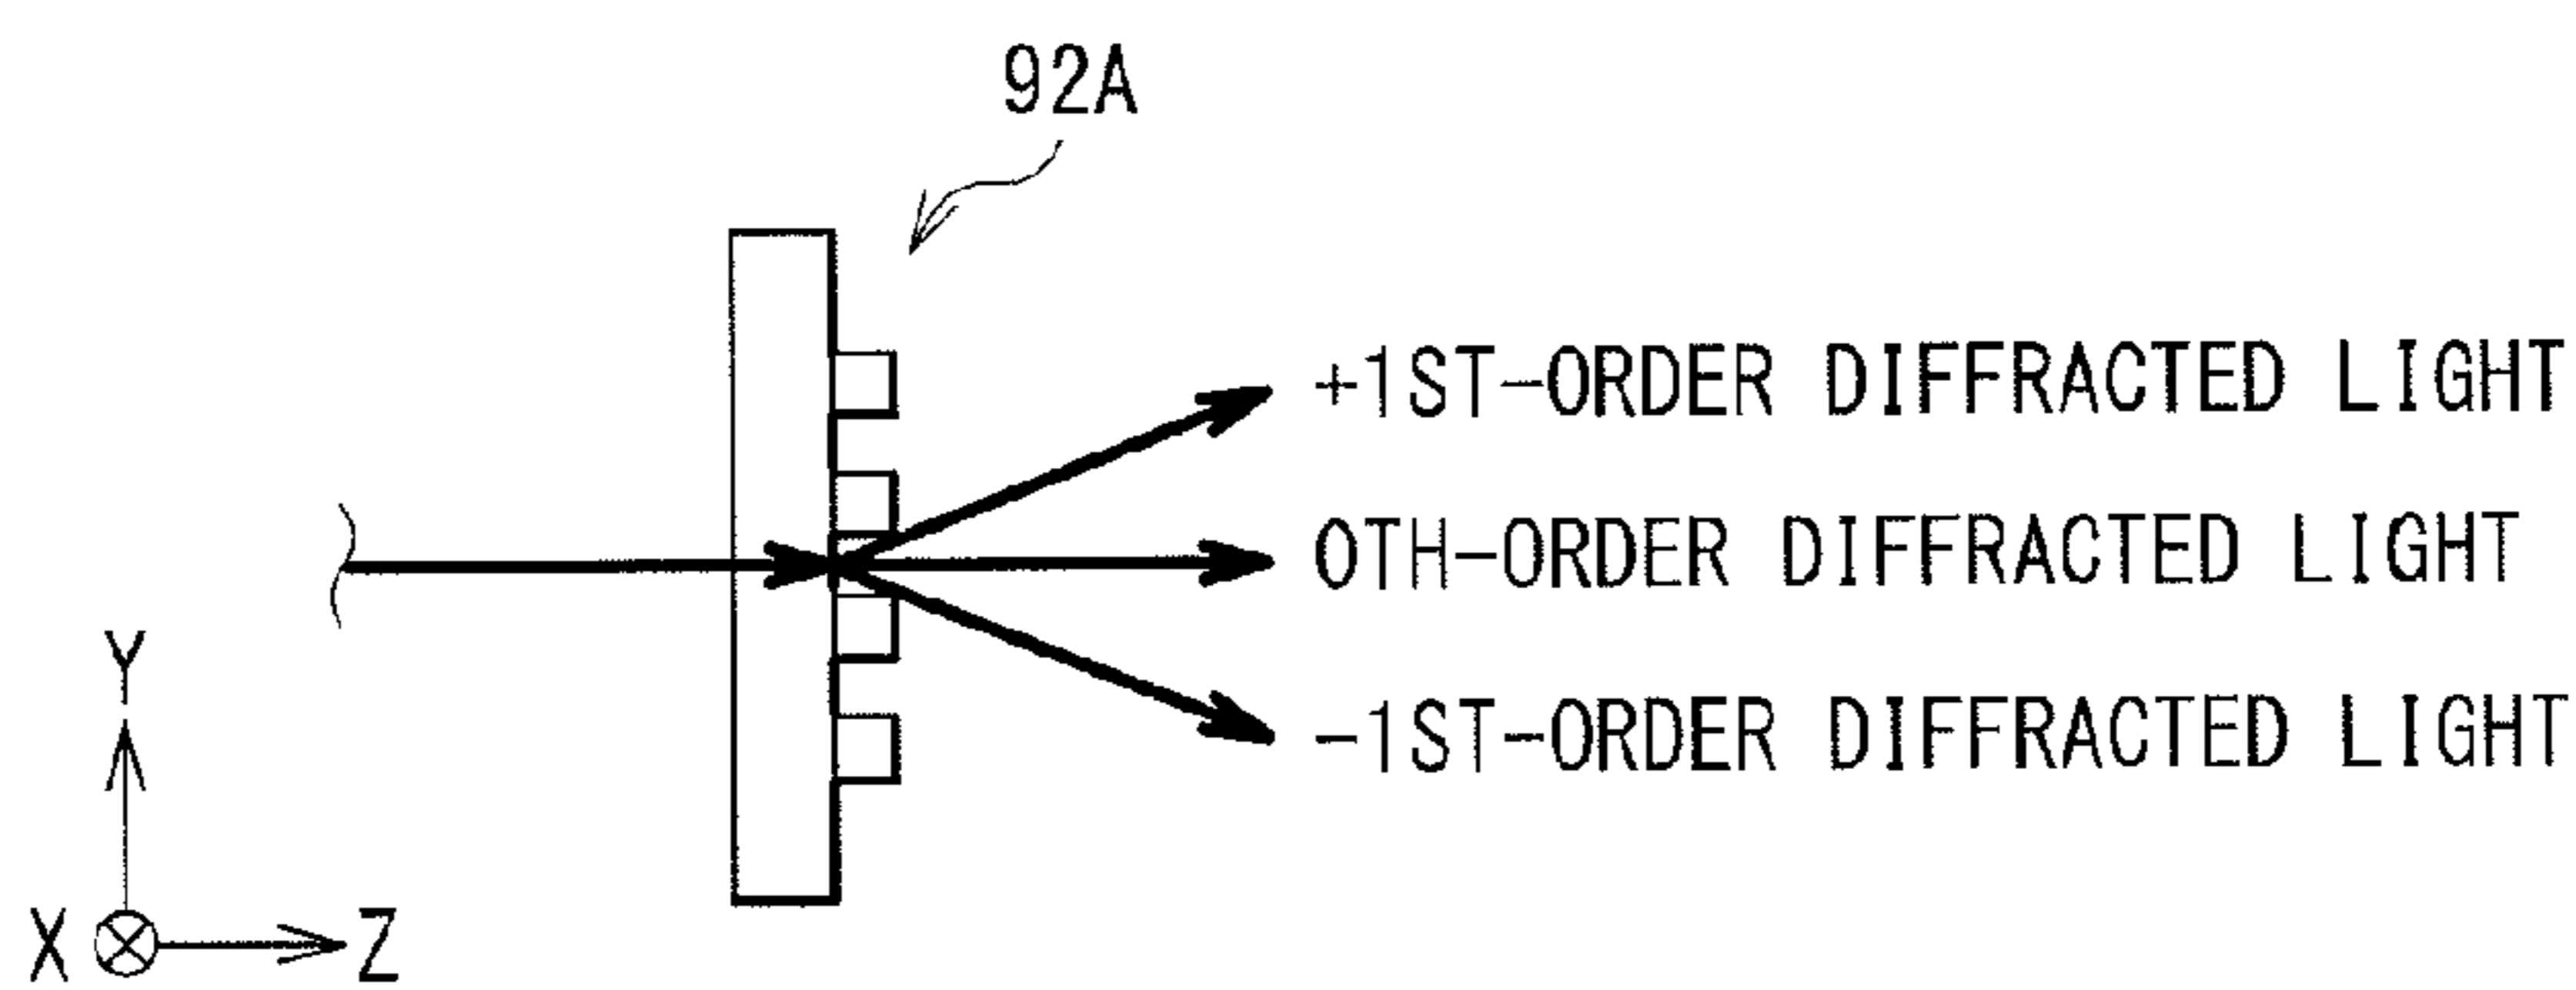 92A
+1ST-ORDER DIFFRACTED LIGHT
0TH-ORDER DIFFRACTED LIGHT
-1ST-ORDER DIFFRACTED LIGHT
Y
X
Z